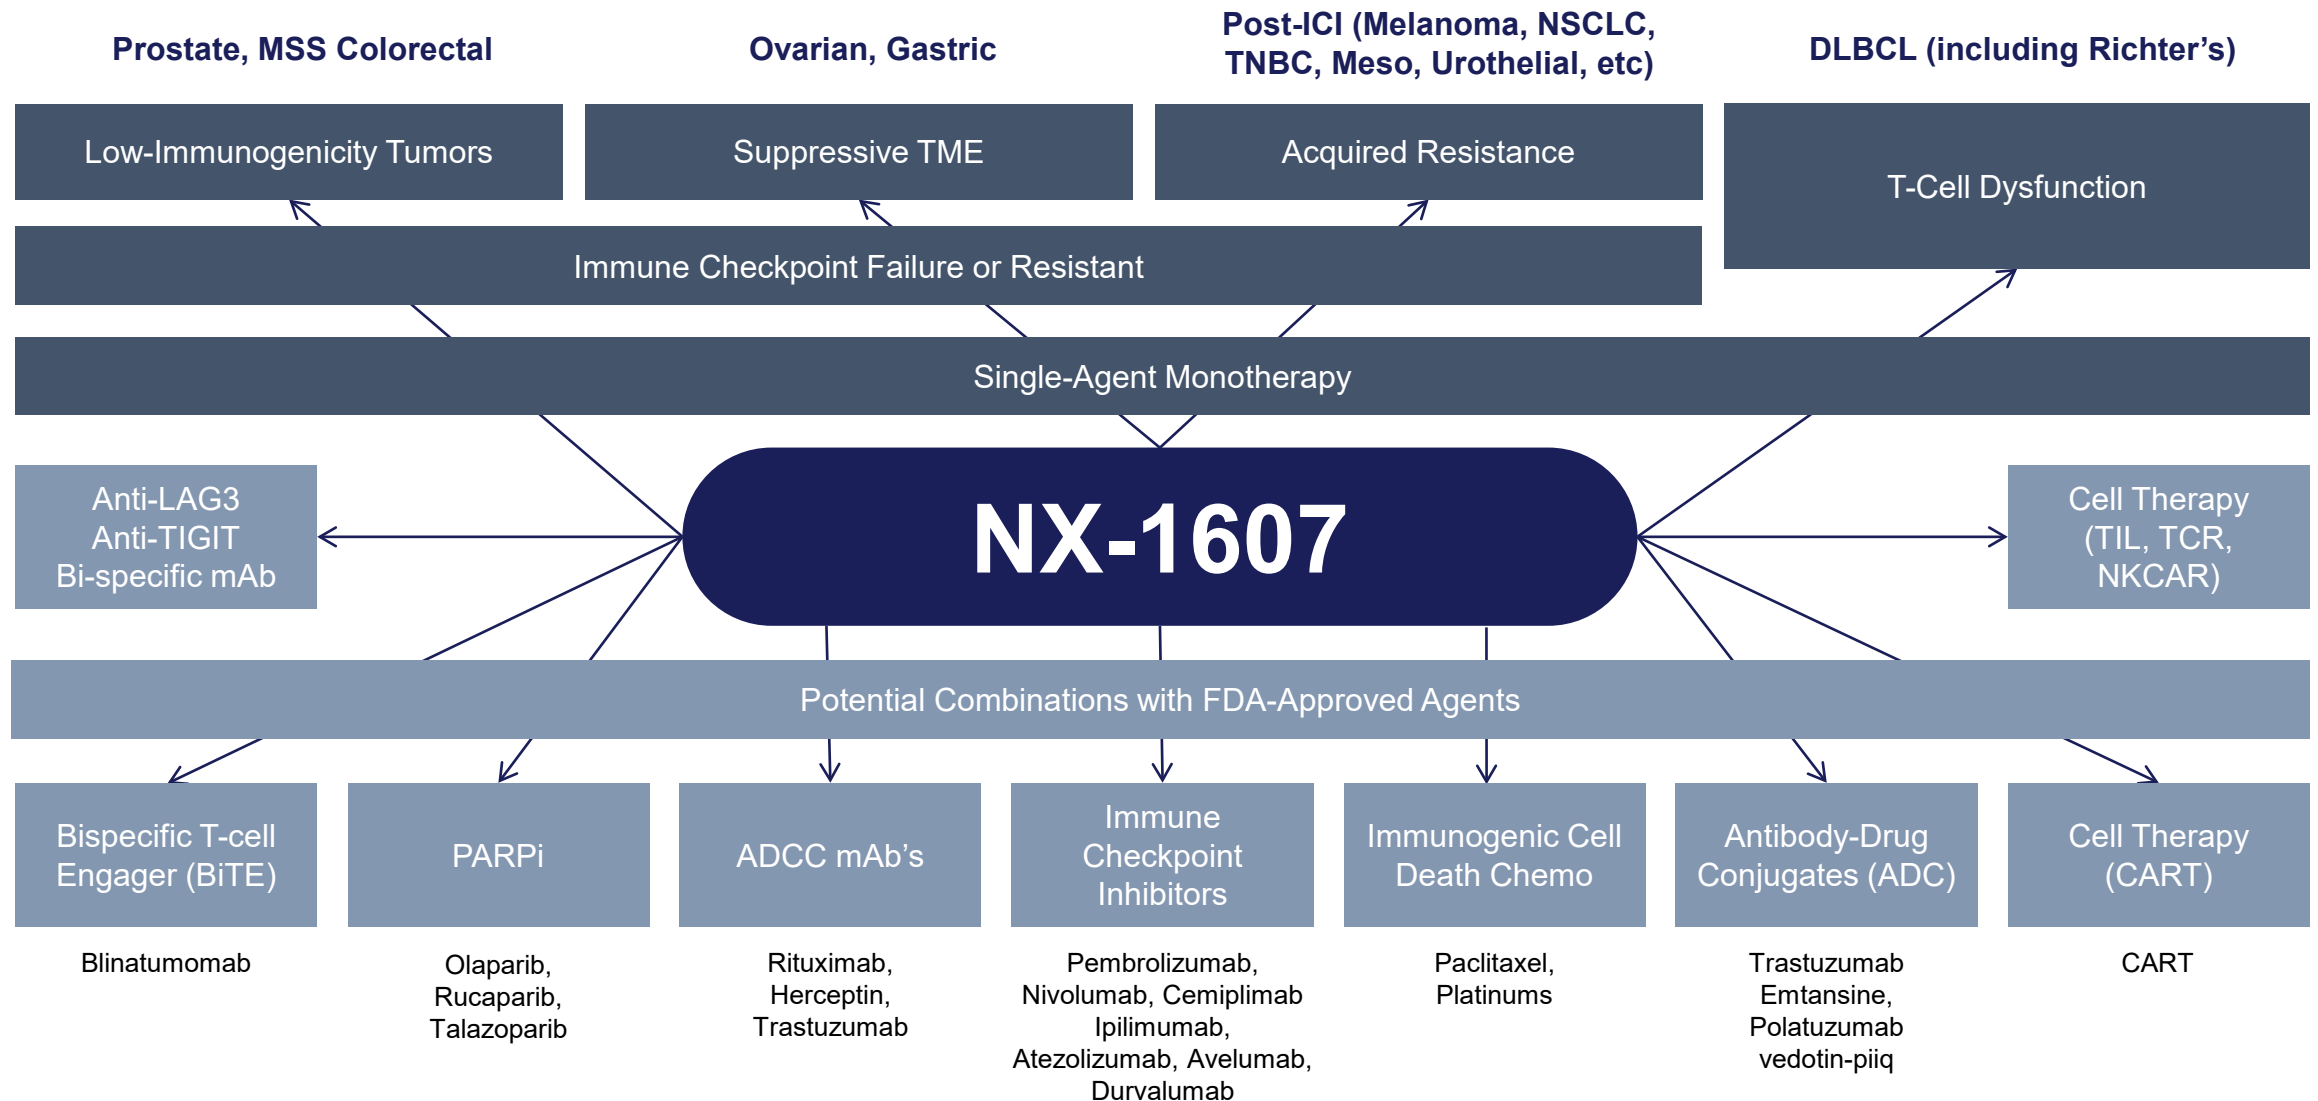 Prostate, MSS Colorectal
Ovarian, Gastric
Post-ICI (Melanoma, NSCLC,
TNBC, Meso, Urothelial, etc)
DLBCL (including Richter’s)
Low-Immunogenicity Tumors
Suppressive TME
Acquired Resistance
T-Cell Dysfunction
Immune Checkpoint Failure or Resistant
Single-Agent Monotherapy
Anti-LAG3
Anti-TIGIT
Bi-specific mAb
NX-1607
Cell Therapy
(TIL, TCR,
NKCAR)
Potential Combinations with FDA-Approved Agents
Bispecific T-cell
Engager (BiTE)
PARPi
ADCC mAb’s
Immune
Checkpoint
Inhibitors
Immunogenic Cell
Death Chemo
Antibody-Drug
Conjugates (ADC)
Cell Therapy
(CART)
Blinatumomab
Olaparib,
Rucaparib,
Talazoparib
Rituximab,
Herceptin,
Trastuzumab
Pembrolizumab,
Nivolumab, Cemiplimab
Ipilimumab,
Atezolizumab, Avelumab,
Durvalumab
Paclitaxel,
Platinums
Trastuzumab
Emtansine,
Polatuzumab
vedotin-piiq
CART